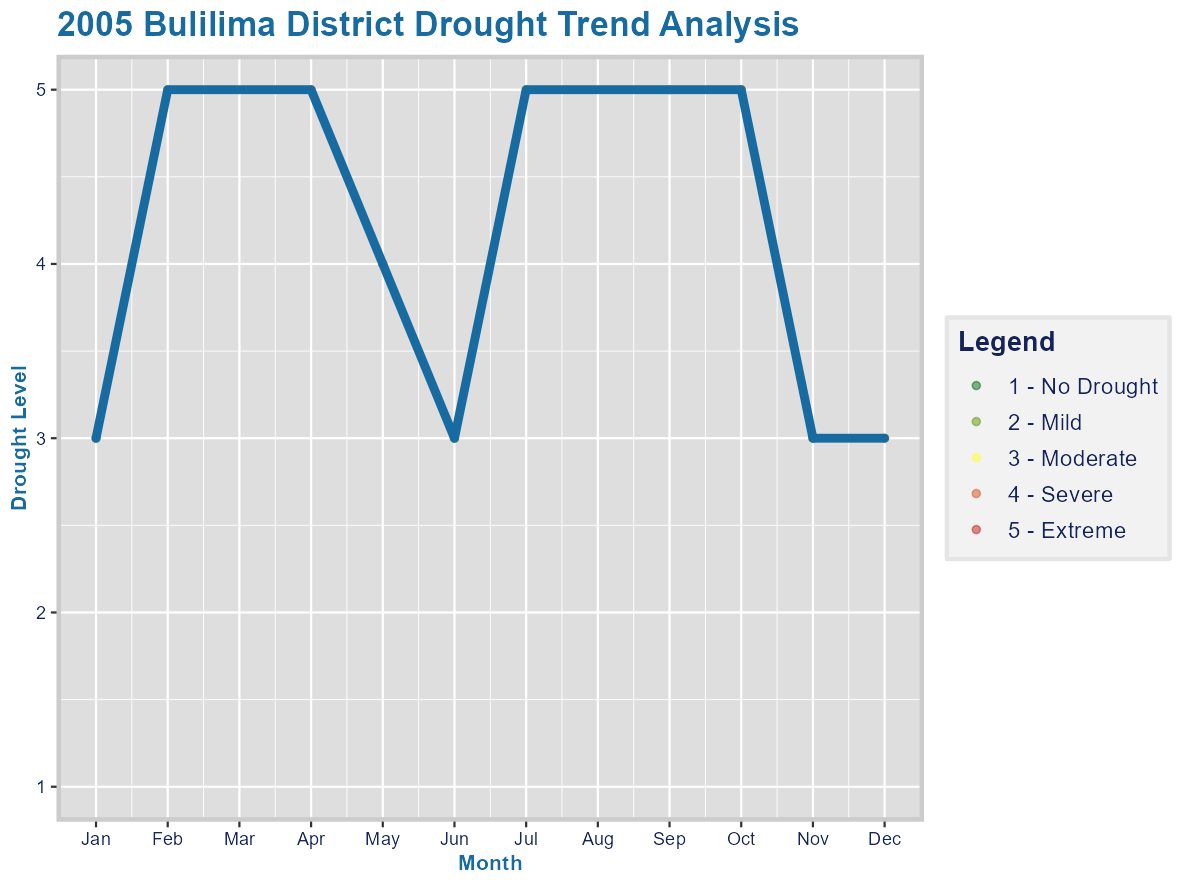 2005 Bulilima District Drought Trend Analysis
5
4
3
2
1
Drought Level
Jan Feb Mar Apr May Jun Jul Aug Sep Oct Nov Dec
Month
Legend
1 - No Drought
2 - Mild
3 - Moderate
4 - Severe
5 - Extreme